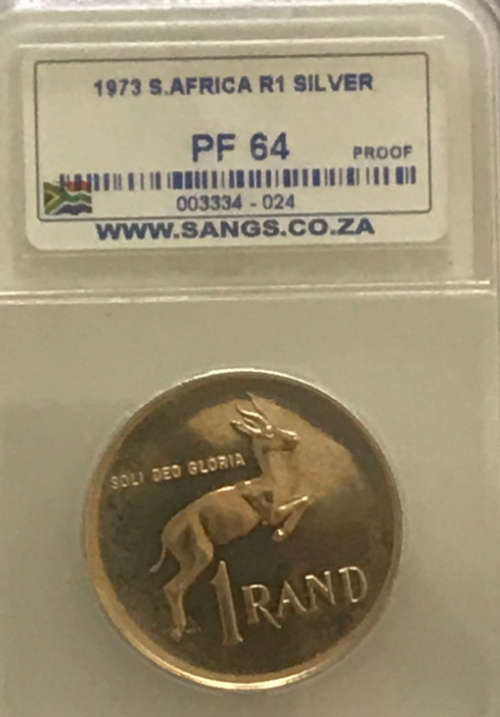 1973 S.AFRICA R1 SILVER
PF 64 PROOF
003334 - 024
WWW.SANGS.CO.ZA
SOLI DEO GLORIA
1 RAND